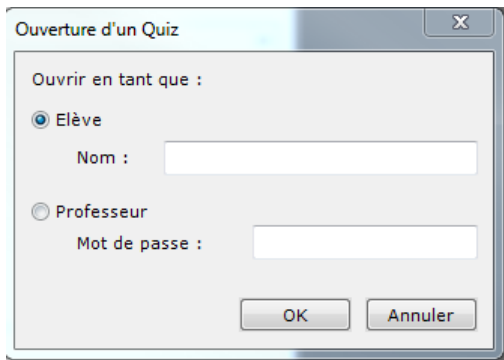 Ouverture d'un Quiz
Ouvrir en tant que :
Elève
Nom :
Professeur
Mot de passe :
OK Annuler